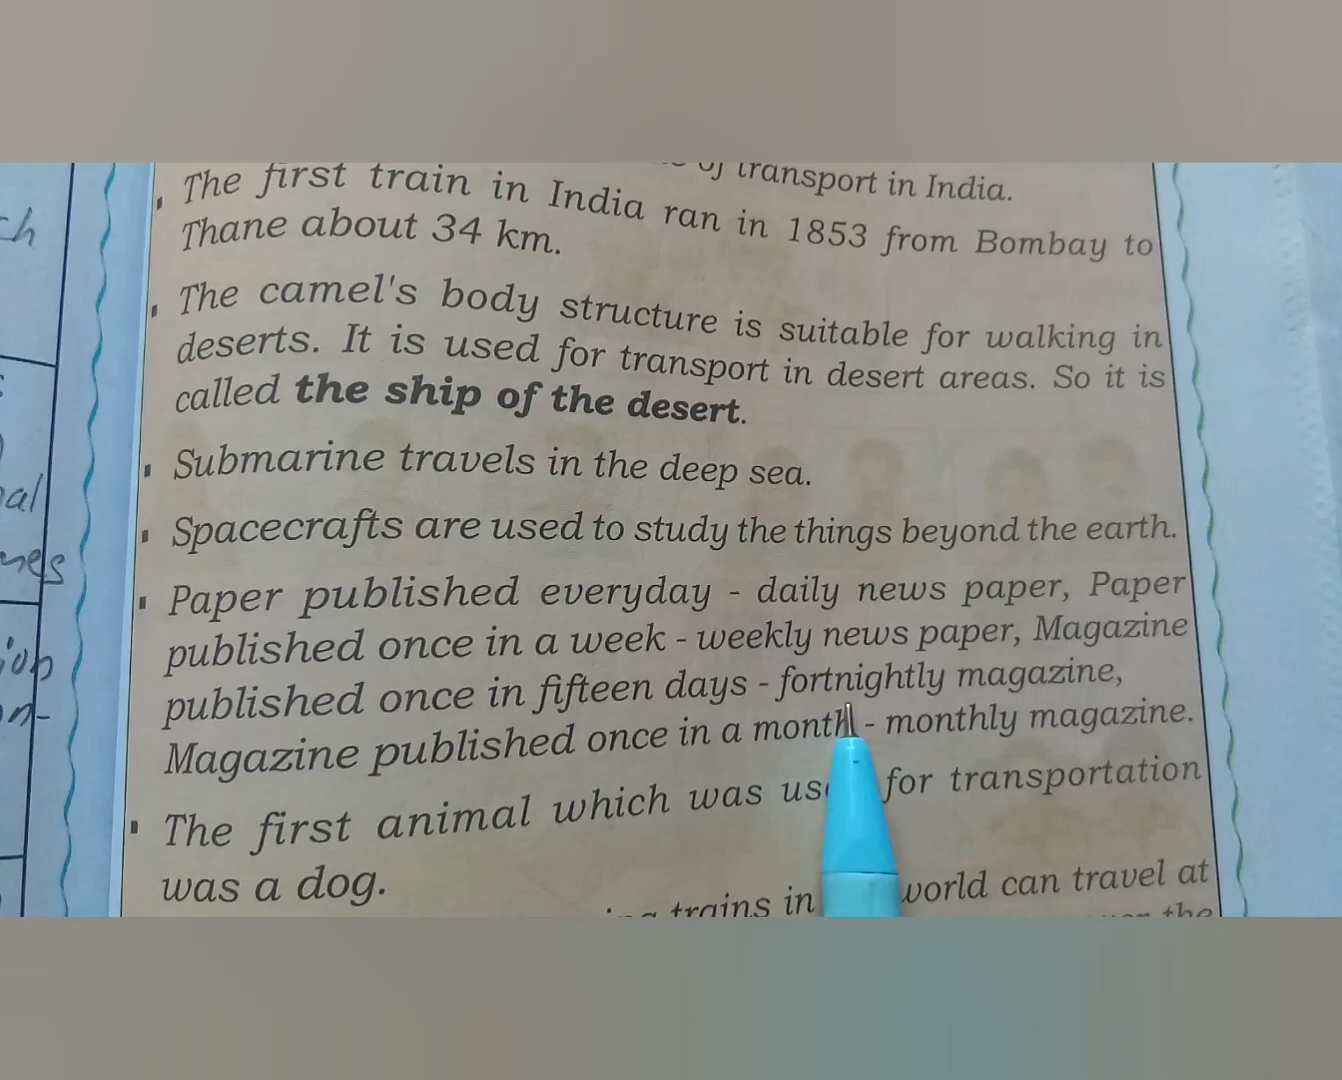 of transport in India.
The first train in India ran in 1853 from Bombay to
Thane about 34 km.
The camel's body structure is suitable for walking in
deserts. It is used for transport in desert areas. So it is
called the ship of the desert.
Submarine travels in the deep sea.
Spacecrafts are used to study the things beyond the earth.
Paper published everyday - daily news paper, Paper
published once in a week - weekly news paper, Magazine
published once in fifteen days - fortnightly magazine,
Magazine published once in a month - monthly magazine.
The first animal which was for transportation
was a dog.
trains in world can travel at
the